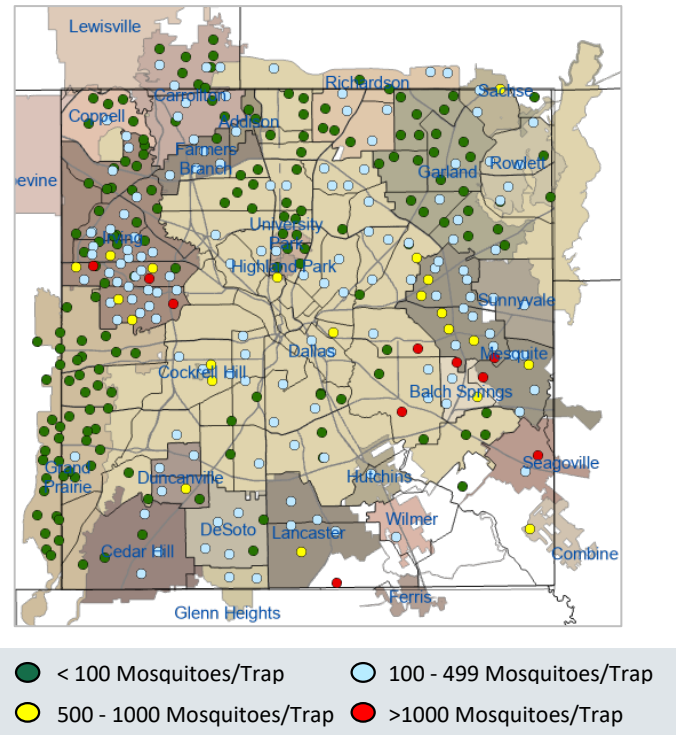 Lewisville
Richardson
Carrollton
Sachse
Coppell
Addison
Farmers
Branch
Garland
Rowlett
evine
University
Park
Irving
Highland Park
Sunnyvale
Dallas
Mesquite
Cockrell Hill
Balch Springs
Grand
Prairie
Duncanville
Hutchins
Seagoville
DeSoto
Lancaster
Wilmer
Cedar Hill
Combine
Ferris
Glenn Heights
< 100 Mosquitoes/Trap
100 - 499 Mosquitoes/Trap
500 - 1000 Mosquitoes/Trap
>1000 Mosquitoes/Trap